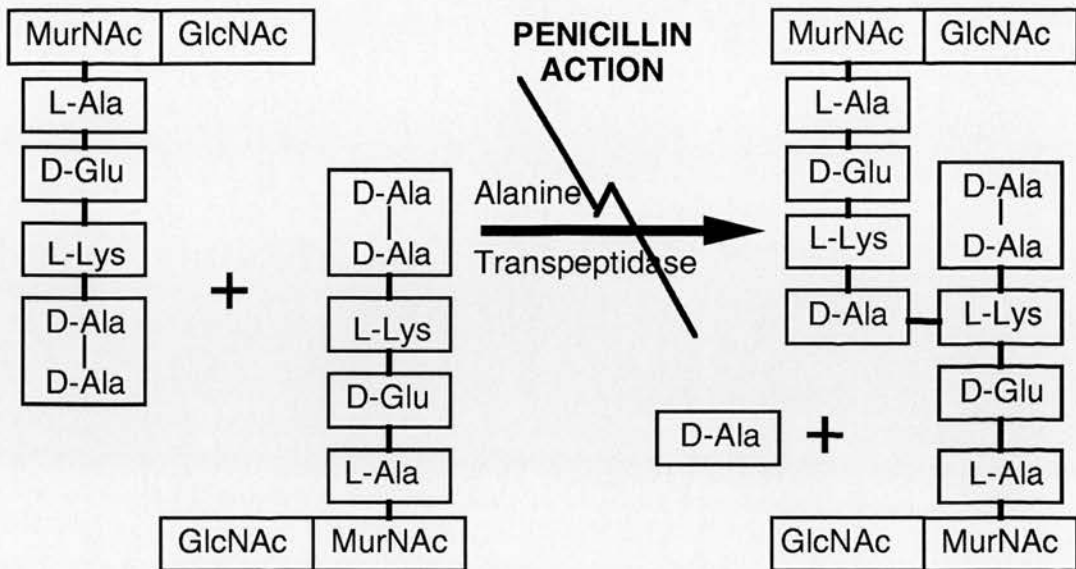 MurNAc GlcNAc
L-Ala
D-Glu
L-Lys
D-Ala
D-Ala
+
D-Ala
D-Ala
L-Lys
D-Glu
L-Ala
GlcNAc MurNAc
PENICILLIN
ACTION
Alanine
Transpeptidase
MurNAc GlcNAc
L-Ala
D-Glu
L-Lys
D-Ala
D-Ala
D-Ala
L-Lys
D-Glu
L-Ala
GlcNAc MurNAc
D-Ala +